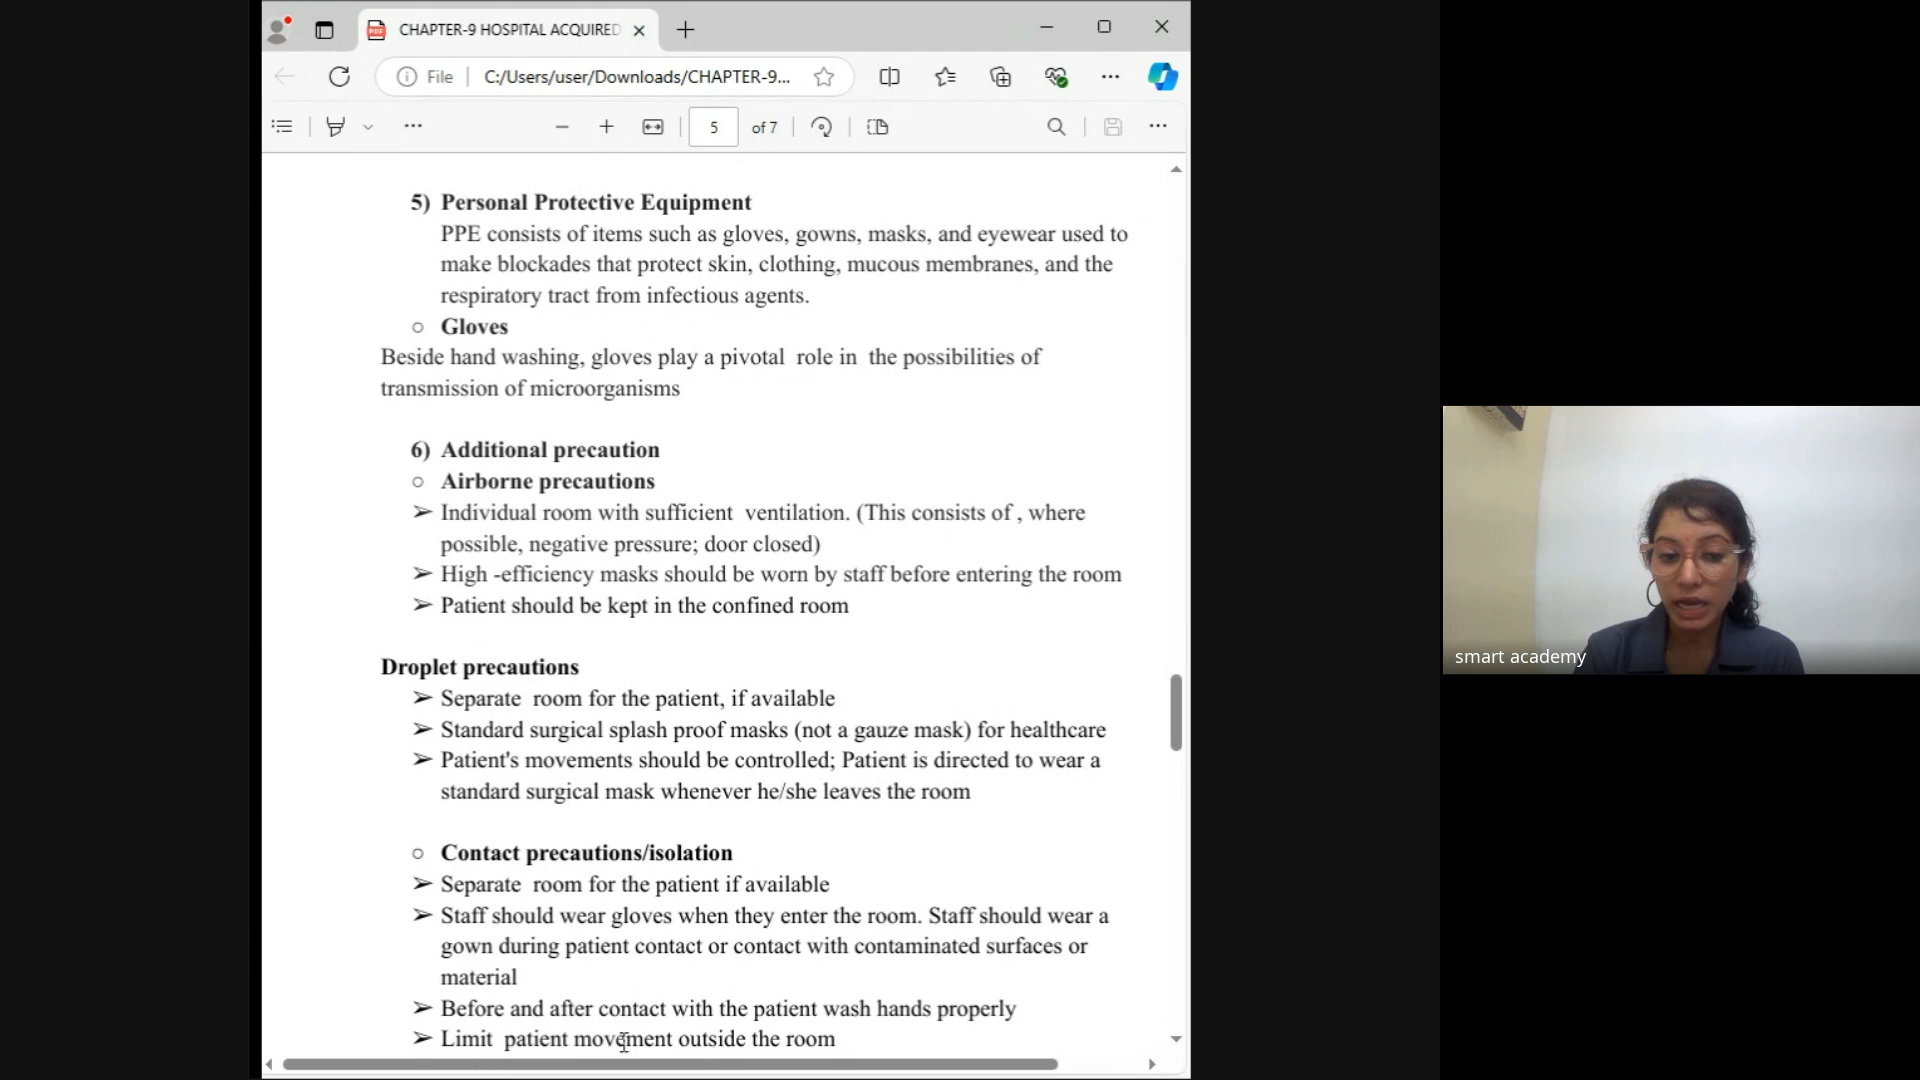 CHAPTER-9 HOSPITAL ACQUIRED
File
C:/Users/user/Downloads/CHAPTER-9...
5 of 7
5) Personal Protective Equipment
PPE consists of items such as gloves, gowns, masks, and eyewear used to
make blockades that protect skin, clothing, mucous membranes, and the
respiratory tract from infectious agents.
○ Gloves
Beside hand washing, gloves play a pivotal  role in  the possibilities of
transmission of microorganisms
6) Additional precaution
○ Airborne precautions
➢ Individual room with sufficient  ventilation. (This consists of , where
possible, negative pressure; door closed)
➢ High -efficiency masks should be worn by staff before entering the room
➢ Patient should be kept in the confined room
Droplet precautions
➢ Separate  room for the patient, if available
➢ Standard surgical splash proof masks (not a gauze mask) for healthcare
➢ Patient's movements should be controlled; Patient is directed to wear a
standard surgical mask whenever he/she leaves the room
○ Contact precautions/isolation
➢ Separate  room for the patient if available
➢ Staff should wear gloves when they enter the room. Staff should wear a
gown during patient contact or contact with contaminated surfaces or
material
➢ Before and after contact with the patient wash hands properly
➢ Limit  patient movement outside the room
smart academy